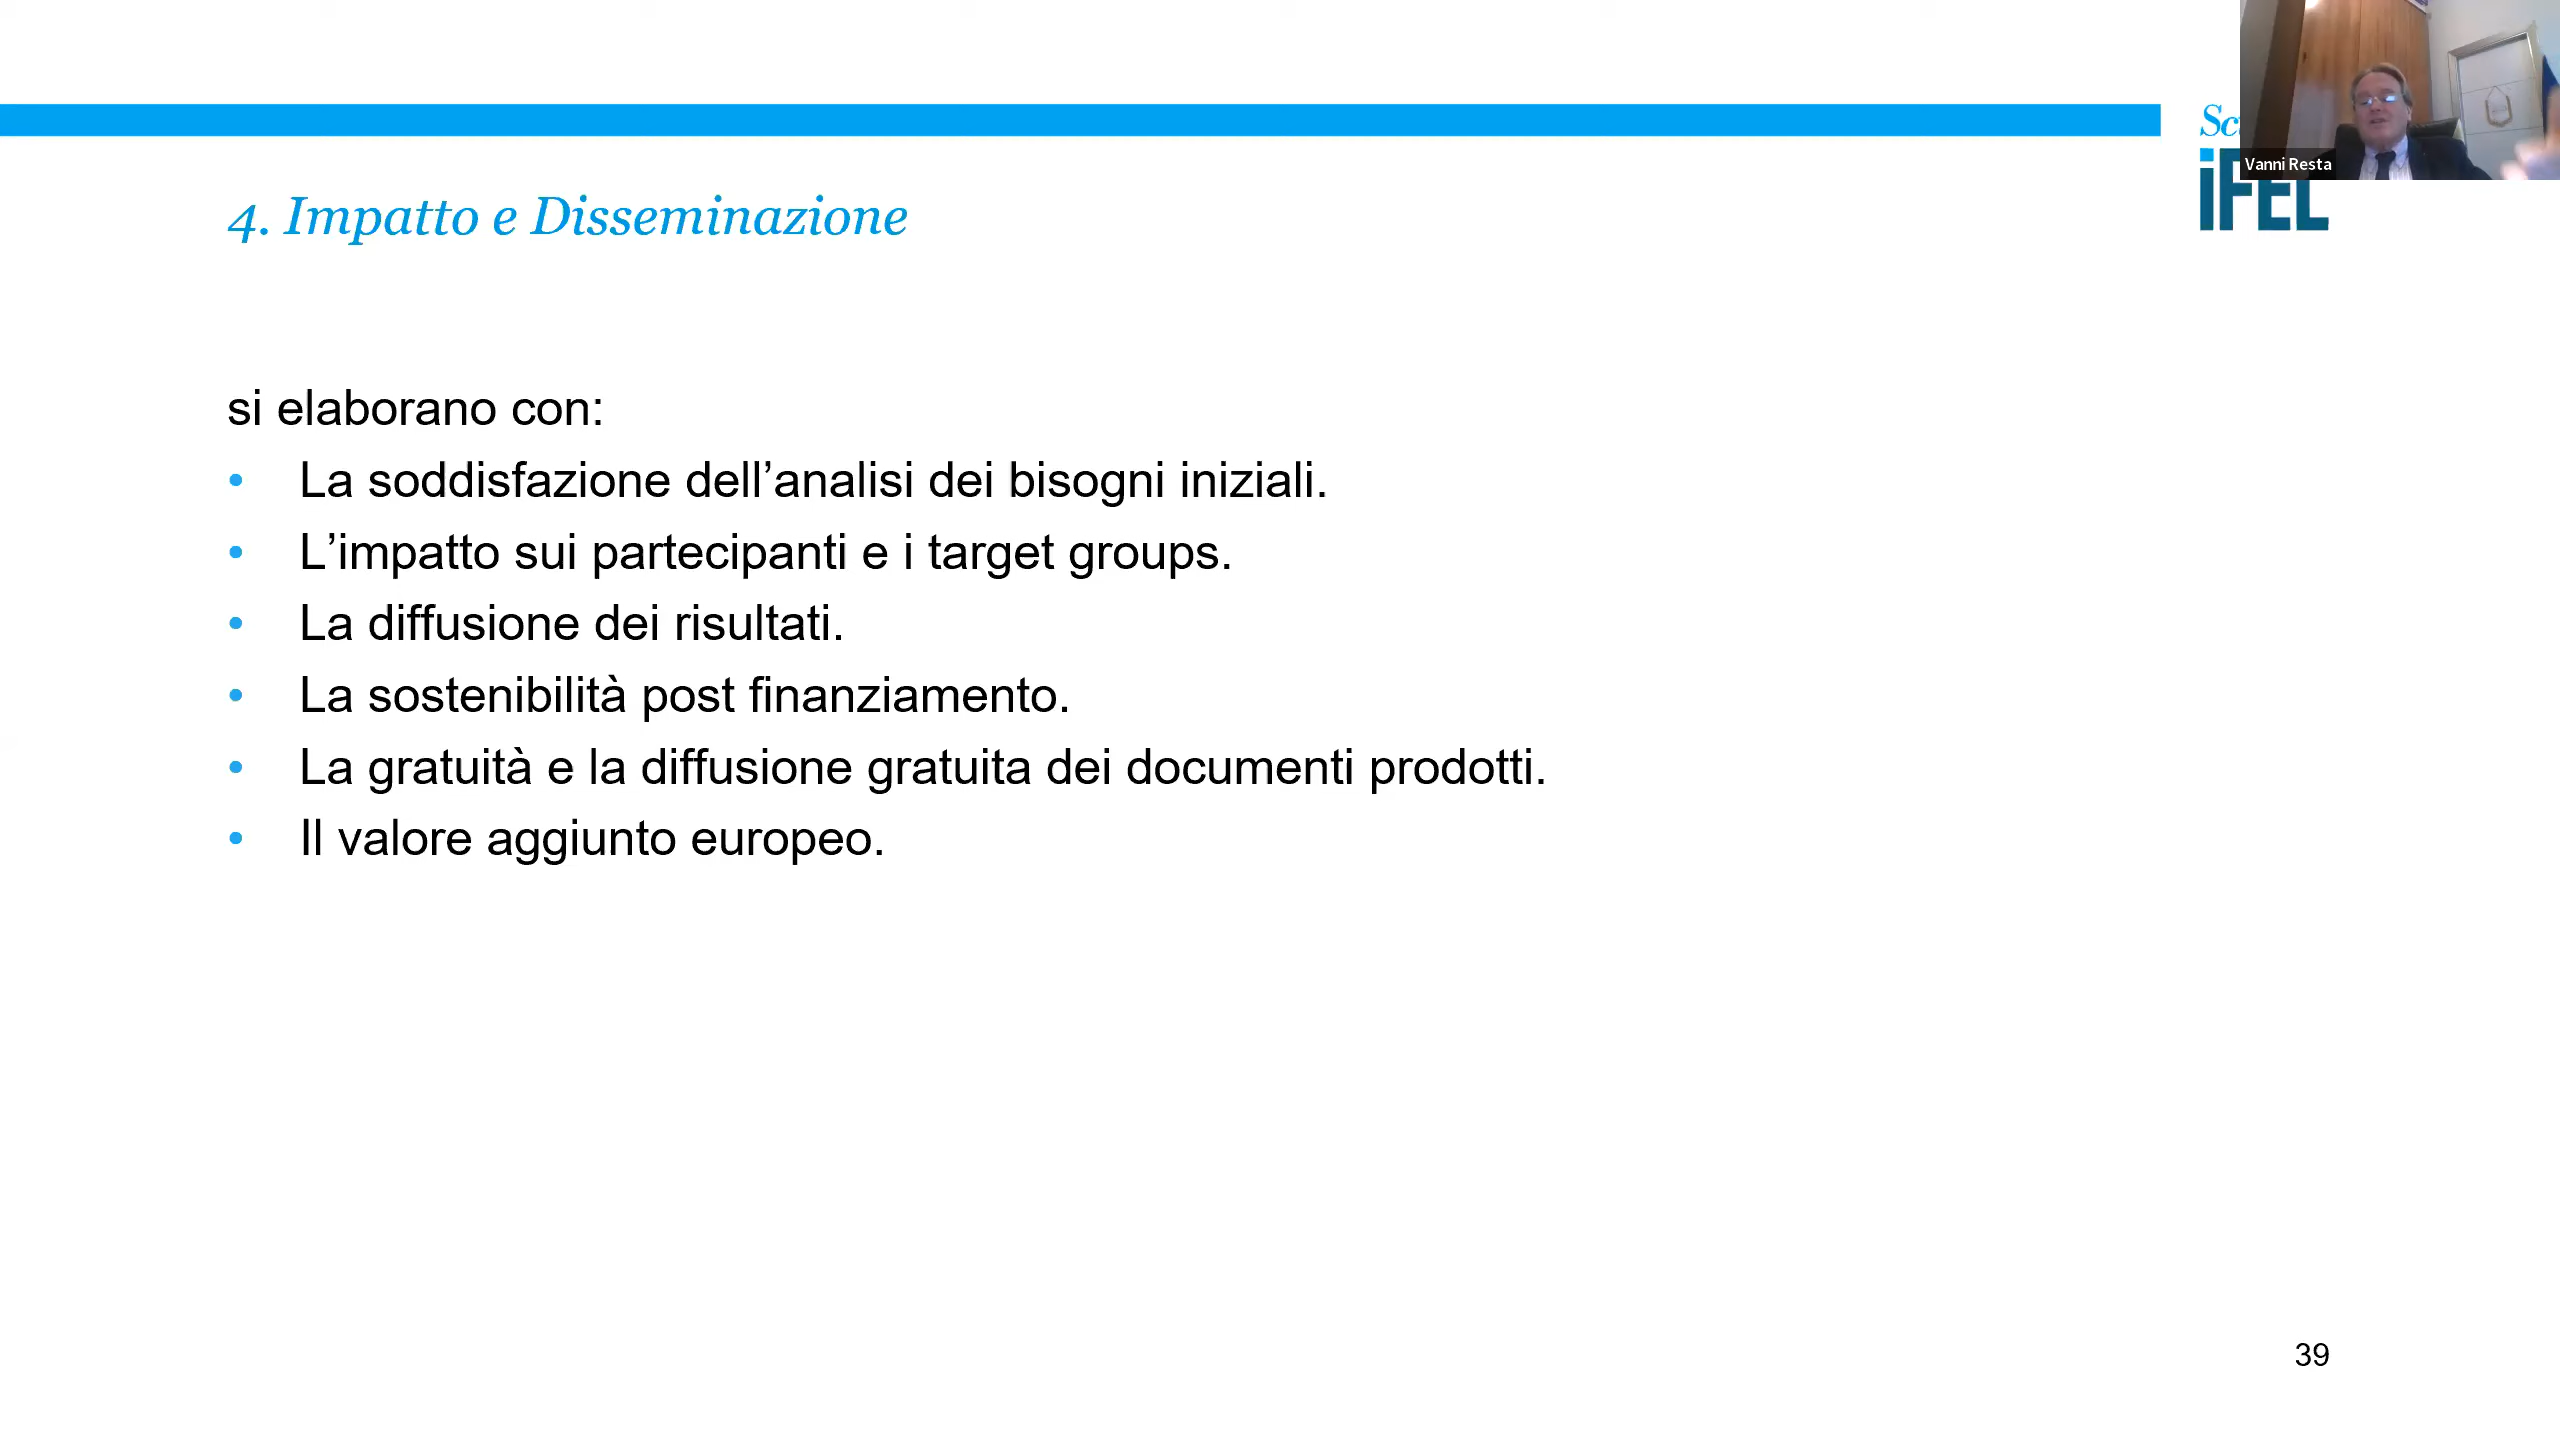 Vanni Resta
iFEL
4. Impatto e Disseminazione
si elaborano con:
• La soddisfazione dell’analisi dei bisogni iniziali.
• L’impatto sui partecipanti e i target groups.
• La diffusione dei risultati.
• La sostenibilità post finanziamento.
• La gratuità e la diffusione gratuita dei documenti prodotti.
• Il valore aggiunto europeo.
39